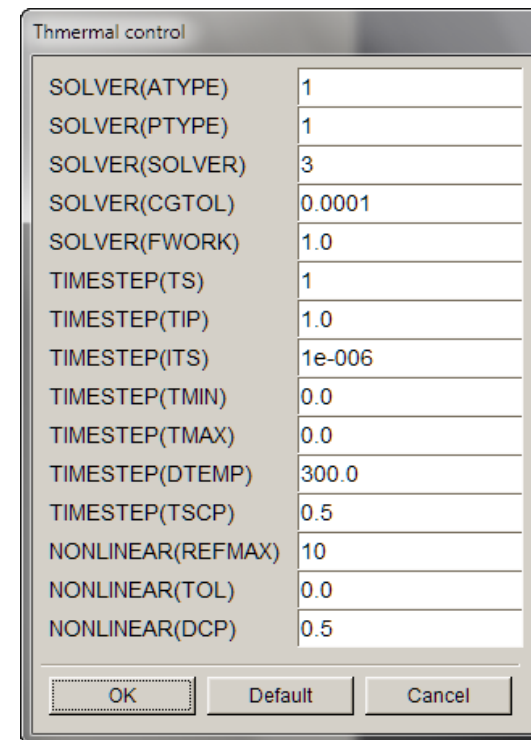 Thmermal control
SOLVER(ATYPE) 1
SOLVER(PTYPE) 1
SOLVER(SOLVER) 3
SOLVER(CGTOL) 0.0001
SOLVER(FWORK) 1.0
TIMESTEP(TS) 1
TIMESTEP(TIP) 1.0
TIMESTEP(ITS) 1e-006
TIMESTEP(TMIN) 0.0
TIMESTEP(TMAX) 0.0
TIMESTEP(DTEMP) 300.0
TIMESTEP(TSCP) 0.5
NONLINEAR(REFMAX) 10
NONLINEAR(TOL) 0.0
NONLINEAR(DCP) 0.5
OK Default Cancel